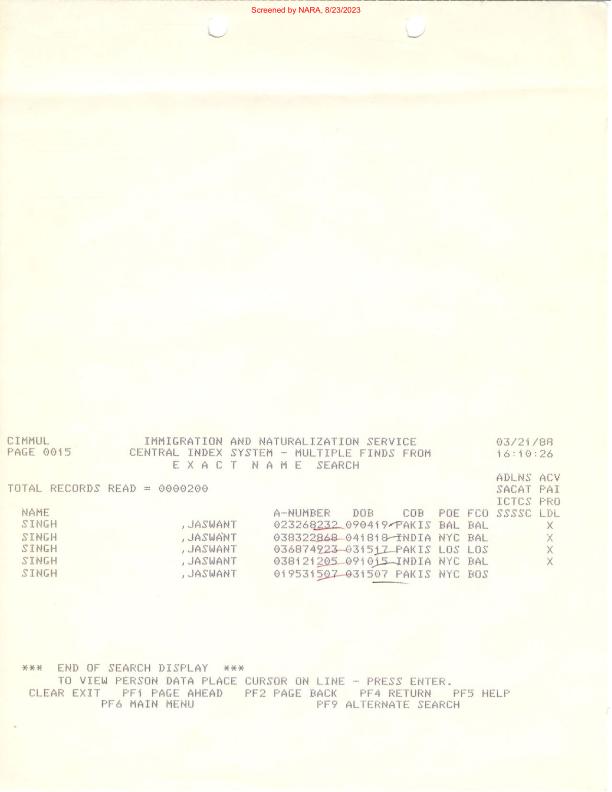 Screened by NARA, 8/23/2023
CIMMUL IMMIGRATION AND NATURALIZATION SERVICE 03/21/88
PAGE 0015 CENTRAL INDEX SYSTEM - MULTIPLE FINDS FROM 16:10:26
E X A C T N A M E SEARCH
ADLNS ACV
TOTAL RECORDS READ = 0000200 SACAT PAI
ICTCS PRO
NAME A-NUMBER DOB COB POE FCO SSSSC LDL
SINGH ,JASWANT 023268232 090419 PAKIS BAL BAL X
SINGH ,JASWANT 038322868 041818 INDIA NYC BAL X
SINGH ,JASWANT 036874923 031517 PAKIS LOS LOS X
SINGH ,JASWANT 038121205 091015 INDIA NYC BAL X
SINGH ,JASWANT 019531507 031507 PAKIS NYC BOS
*** END OF SEARCH DISPLAY ***
TO VIEW PERSON DATA PLACE CURSOR ON LINE - PRESS ENTER.
CLEAR EXIT PF1 PAGE AHEAD PF2 PAGE BACK PF4 RETURN PF5 HELP
PF6 MAIN MENU PF9 ALTERNATE SEARCH